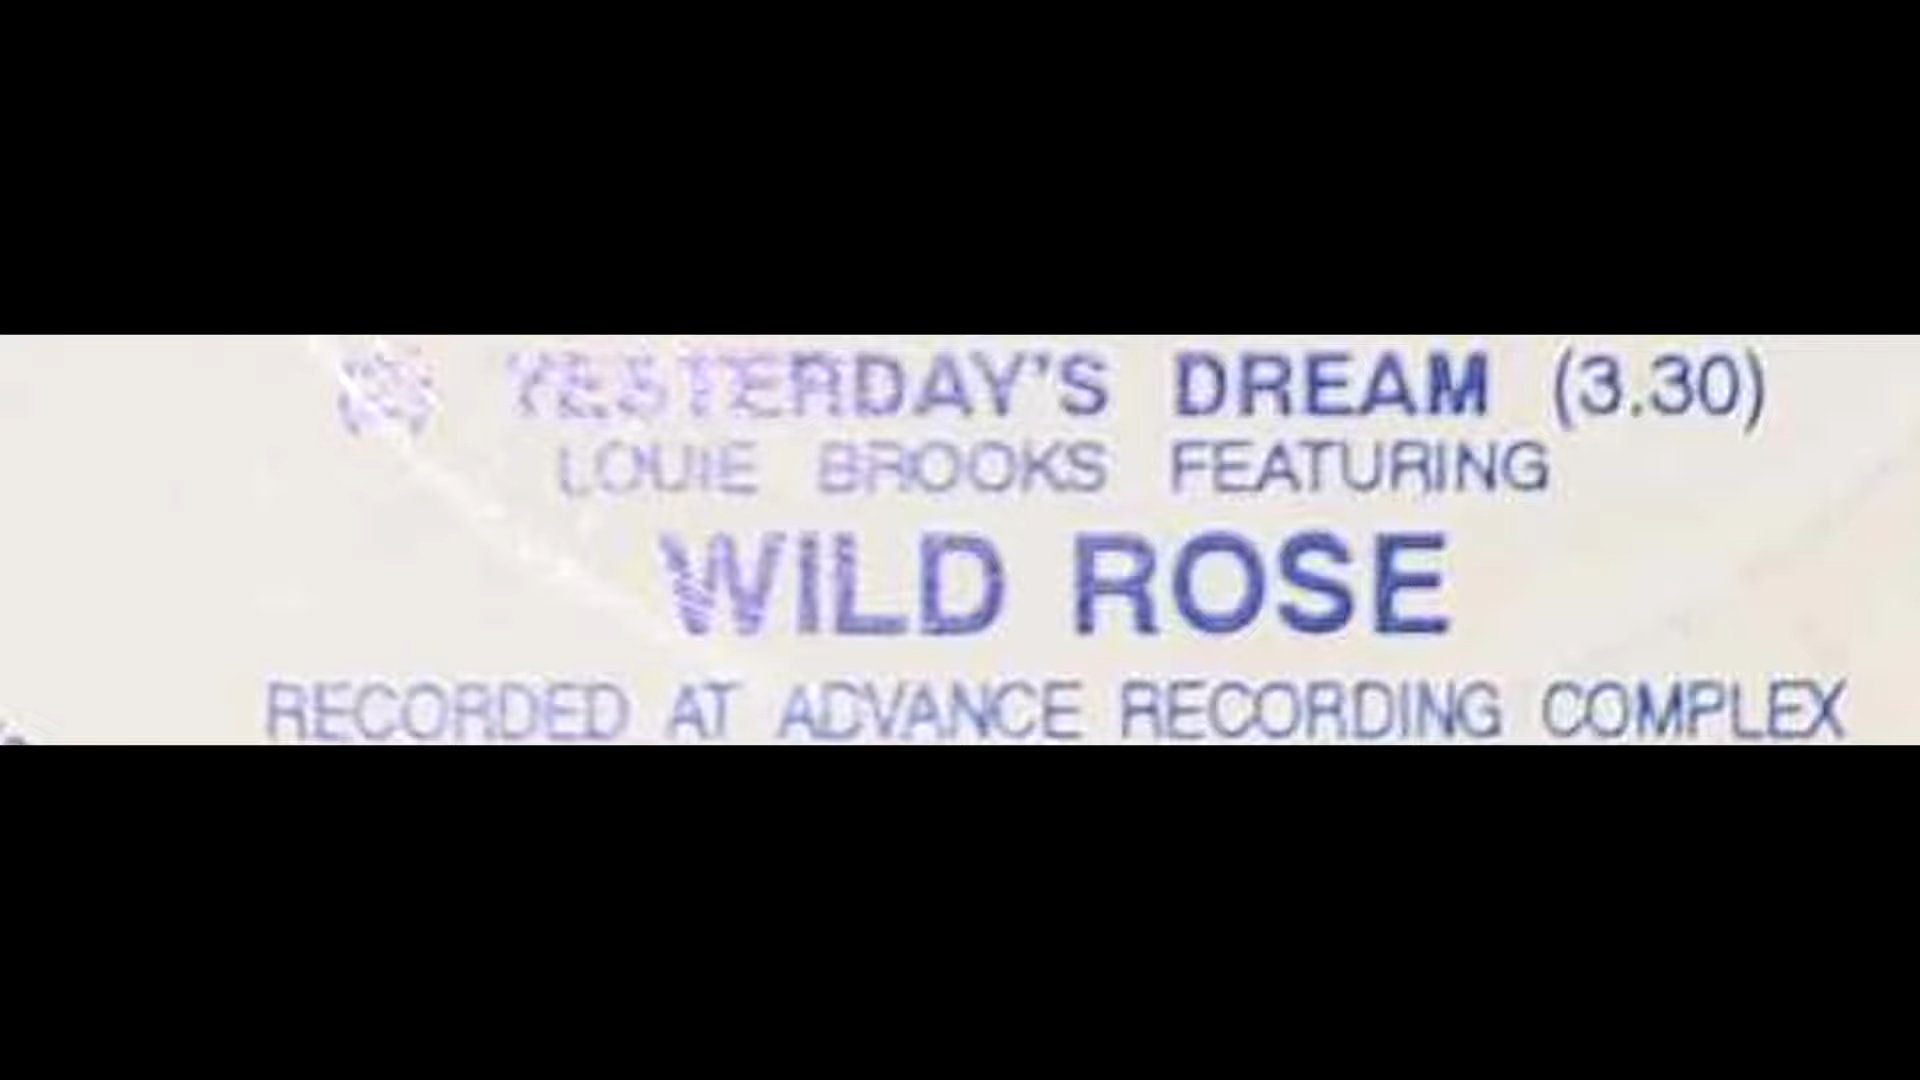 YESTERDAY'S DREAM (3.30)
LOUIE BROOKS FEATURING
WILD ROSE
RECORDED AT ADVANCE RECORDING COMPLEX